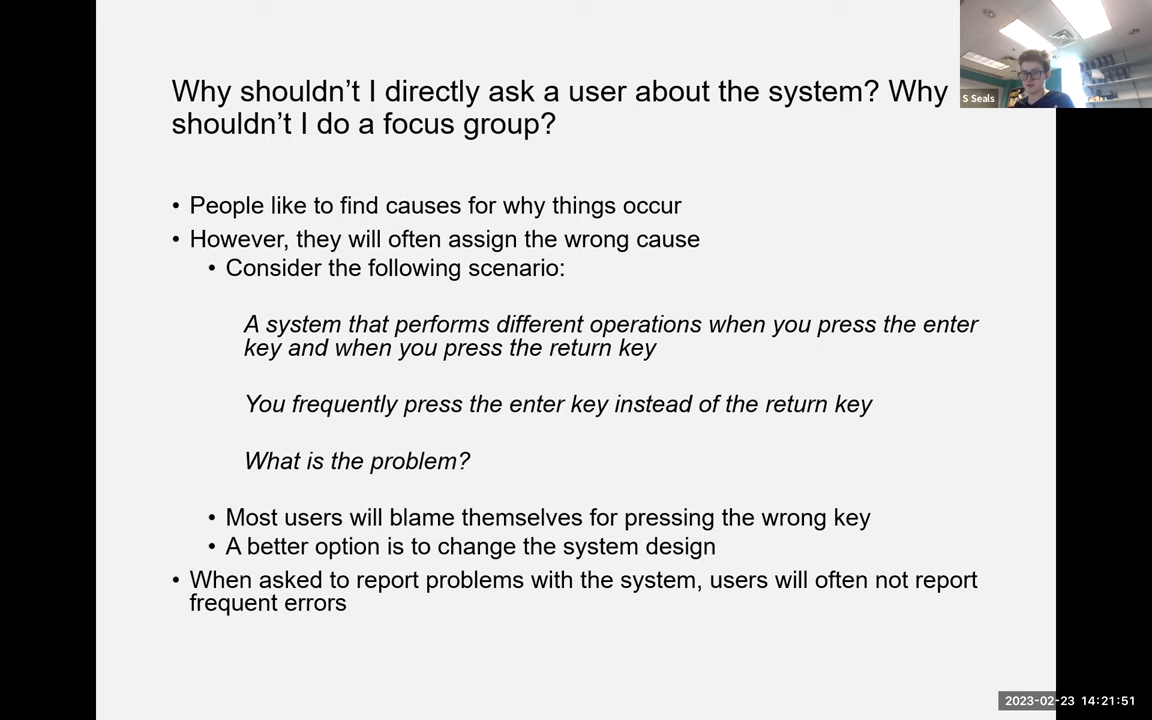 Why shouldn’t I directly ask a user about the system? Why
shouldn’t I do a focus group?
S Seals
• People like to find causes for why things occur
• However, they will often assign the wrong cause
• Consider the following scenario:
A system that performs different operations when you press the enter
key and when you press the return key
You frequently press the enter key instead of the return key
What is the problem?
• Most users will blame themselves for pressing the wrong key
• A better option is to change the system design
• When asked to report problems with the system, users will often not report
frequent errors
2023-02-23 14:21:51